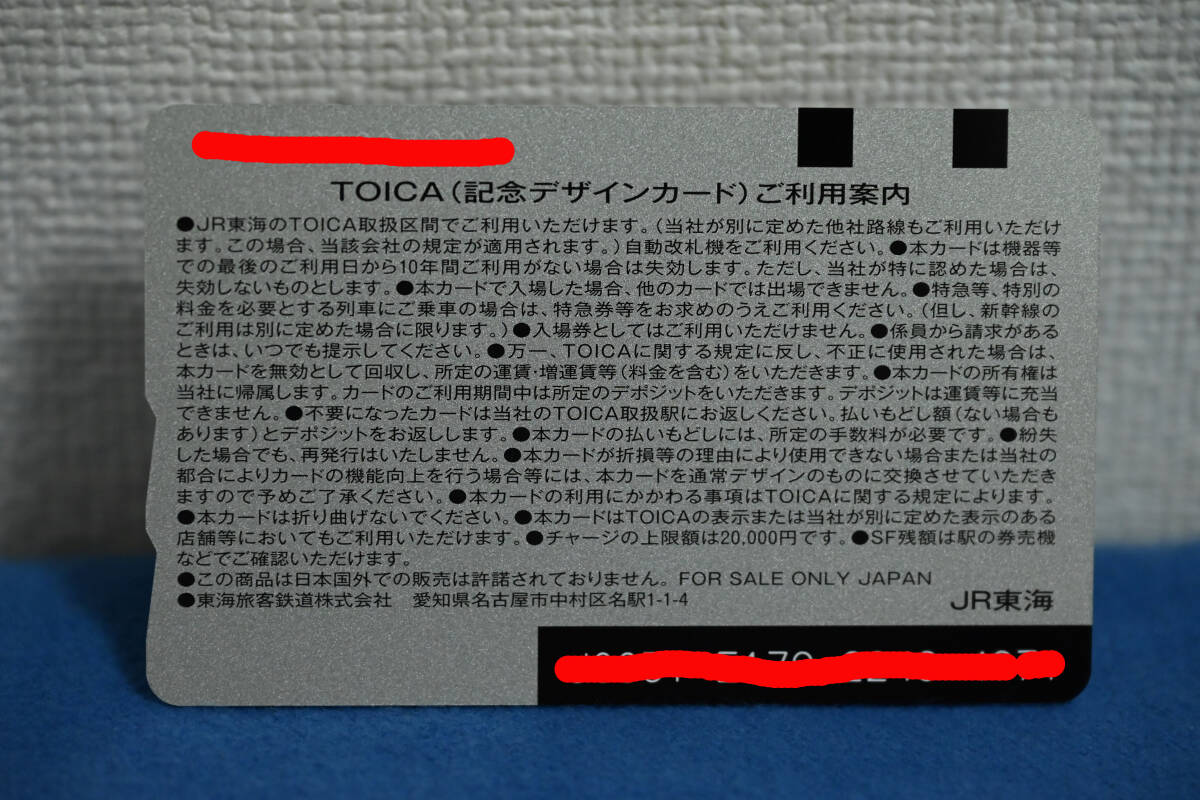 TOICA(記念デザインカード)ご利用案内
●JR東海のTOICA取扱区間でご利用いただけます。(当社が別に定めた他社路線もご利用いただけ
ます。この場合、当該会社の規定が適用されます。)自動改札機をご利用ください。●本カードは機器等
での最後のご利用日から10年間ご利用がない場合は失効します。ただし、当社が特に認めた場合は、
失効しないものとします。●本カードで入場した場合、他のカードでは出場できません。●特急等、特別の
料金を必要とする列車にご乗車の場合は、特急券等をお求めのうえご利用ください。(但し、新幹線の
ご利用は別に定めた場合に限ります。)●入場券としてはご利用いただけません。●係員から請求がある
ときは、いつでも提示してください。●万一、TOICAに関する規定に反し、不正に使用された場合は、
本カードを無効として回収し、所定の運賃・増運賃等(料金を含む)をいただきます。●本カードの所有権は
当社に帰属します。カードのご利用期間中は所定のデポジットをいただきます。デポジットは運賃等に充当
できません。●不要になったカードは当社のTOICA取扱駅にお返しください。払いもどし額(ない場合も
あります)とデポジットをお返しします。●本カードの払いもどしには、所定の手数料が必要です。●紛失
した場合でも、再発行はいたしません。●本カードが折損等の理由により使用できない場合または当社の
都合によりカードの機能向上を行う場合等には、本カードを通常デザインのものに交換させていただき
ますので予めご了承ください。●本カードの利用にかかわる事項はTOICAに関する規定によります。
●本カードは折り曲げないでください。●本カードはTOICAの表示または当社が別に定めた表示のある
店舗等においてもご利用いただけます。●チャージの上限額は20,000円です。●SF残額は駅の券売機
などでご確認いただけます。
●この商品は日本国外での販売は許諾されておりません。FOR SALE ONLY JAPAN
●東海旅客鉄道株式会社 愛知県名古屋市中村区名駅1-1-4
JR東海